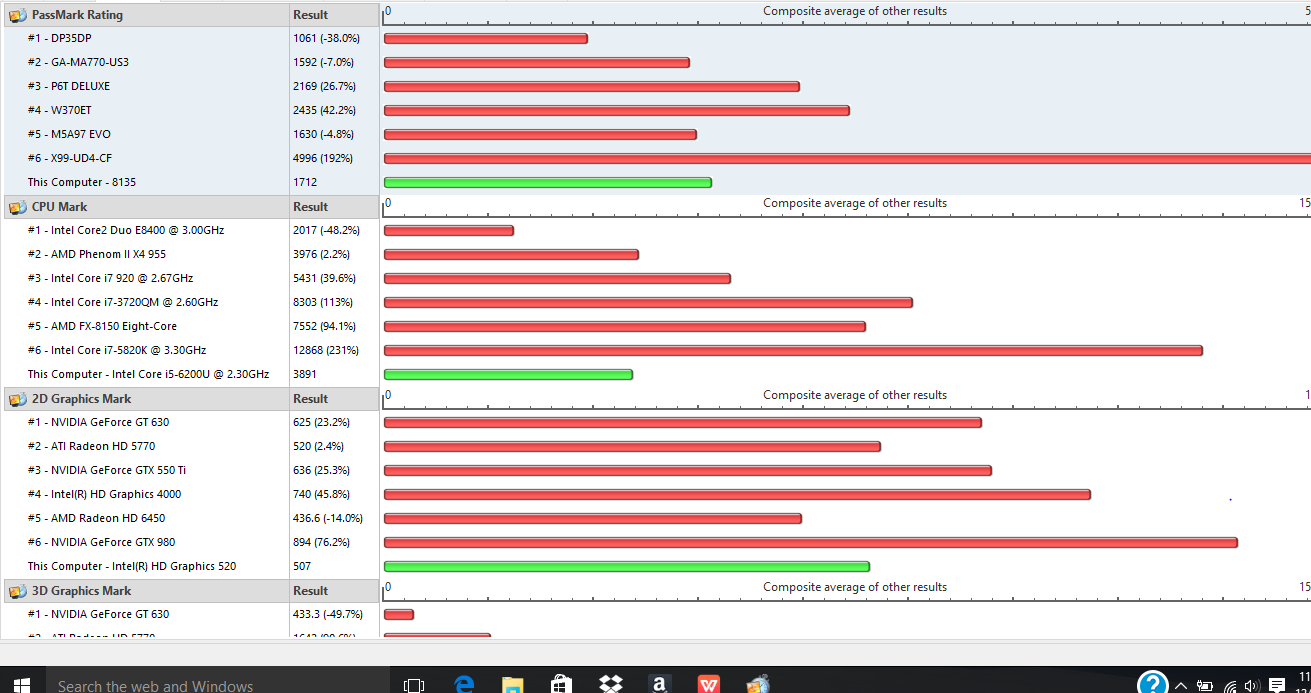 PassMark Rating Result 0 Composite average of other results 5
#1 - DP35DP 1061 (-38.0%)
#2 - GA-MA770-US3 1592 (-7.0%)
#3 - P6T DELUXE 2169 (26.7%)
#4 - W370ET 2435 (42.2%)
#5 - M5A97 EVO 1630 (-4.8%)
#6 - X99-UD4-CF 4996 (192%)
This Computer - 8135 1712
CPU Mark Result 0 Composite average of other results 15
#1 - Intel Core2 Duo E8400 @ 3.00GHz 2017 (-48.2%)
#2 - AMD Phenom II X4 955 3976 (2.2%)
#3 - Intel Core i7 920 @ 2.67GHz 5431 (39.6%)
#4 - Intel Core i7-3720QM @ 2.60GHz 8303 (113%)
#5 - AMD FX-8150 Eight-Core 7552 (94.1%)
#6 - Intel Core i7-5820K @ 3.30GHz 12868 (231%)
This Computer - Intel Core i5-6200U @ 2.30GHz 3891
2D Graphics Mark Result 0 Composite average of other results 1
#1 - NVIDIA GeForce GT 630 625 (23.2%)
#2 - ATI Radeon HD 5770 520 (2.4%)
#3 - NVIDIA GeForce GTX 550 Ti 636 (25.3%)
#4 - Intel(R) HD Graphics 4000 740 (45.8%)
#5 - AMD Radeon HD 6450 436.6 (-14.0%)
#6 - NVIDIA GeForce GTX 980 894 (76.2%)
This Computer - Intel(R) HD Graphics 520 507
3D Graphics Mark Result 0 Composite average of other results 15
#1 - NVIDIA GeForce GT 630 433.3 (-49.7%)
#2 - ATI Radeon HD 5770
Search the web and Windows